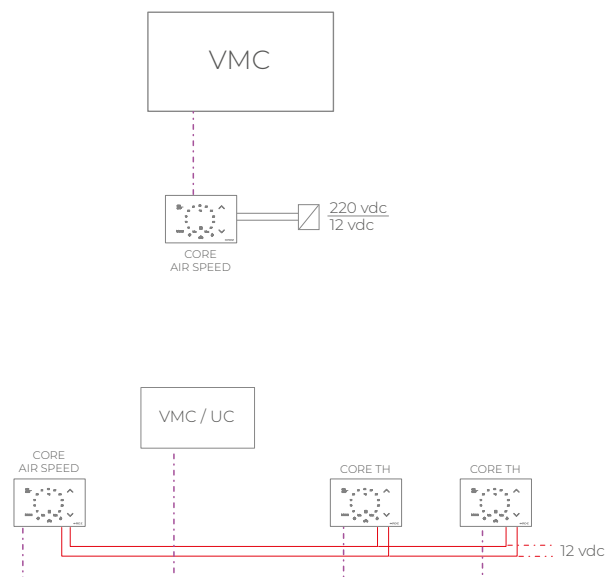 VMC
220 vdc
12 vdc
CORE
AIR SPEED
VMC / UC
CORE
AIR SPEED
CORE TH
CORE TH
12 vdc